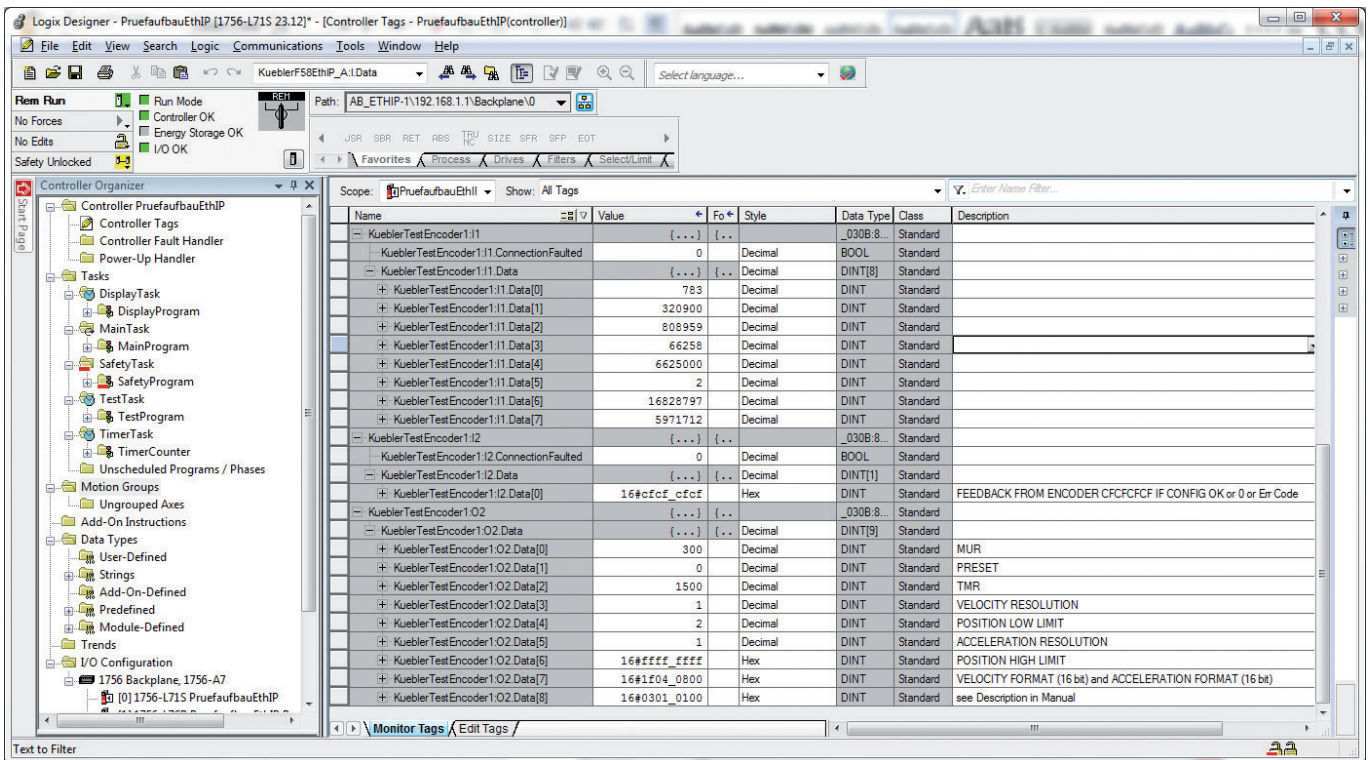 Logix Designer - PruefaufbauEthIP [1756-L71S 23.12]* - [Controller Tags - PruefaufbauEthIP(controller)]
File Edit View Search Logic Communications Tools Window Help
KueblerF58EthIP_A:I.Data Select language...
Rem Run Run Mode REM Path: AB_ETHIP-1\192.168.1.1\Backplane\0
No Forces Controller OK
No Edits Energy Storage OK JSR SBR RET ABS TRU NC SIZE SFR SFP EOT
Safety Unlocked I/O OK Favorites Process Drives Filters Select/Limit
Start Page
Controller Organizer
Controller PruefaufbauEthIP
Controller Tags
Controller Fault Handler
Power-Up Handler
Tasks
DisplayTask
DisplayProgram
MainTask
MainProgram
SafetyTask
SafetyProgram
TestTask
TestProgram
TimerTask
TimerCounter
Unscheduled Programs / Phases
Motion Groups
Ungrouped Axes
Add-On Instructions
Data Types
User-Defined
Strings
Add-On-Defined
Predefined
Module-Defined
Trends
I/O Configuration
1756 Backplane, 1756-A7
[0] 1756-L71S PruefaufbauEthIP
Scope: PruefaufbauEthII Show: All Tags Enter Name Filter...
Name Value Fo Style Data Type Class Description
KueblerTestEncoder1:I1 {...} {.. _030B:8... Standard
KueblerTestEncoder1:I1.ConnectionFaulted 0 Decimal BOOL Standard
KueblerTestEncoder1:I1.Data {...} {.. Decimal DINT[8] Standard
KueblerTestEncoder1:I1.Data[0] 783 Decimal DINT Standard
KueblerTestEncoder1:I1.Data[1] 320900 Decimal DINT Standard
KueblerTestEncoder1:I1.Data[2] 808959 Decimal DINT Standard
KueblerTestEncoder1:I1.Data[3] 66258 Decimal DINT Standard
KueblerTestEncoder1:I1.Data[4] 6625000 Decimal DINT Standard
KueblerTestEncoder1:I1.Data[5] 2 Decimal DINT Standard
KueblerTestEncoder1:I1.Data[6] 16828797 Decimal DINT Standard
KueblerTestEncoder1:I1.Data[7] 5971712 Decimal DINT Standard
KueblerTestEncoder1:I2 {...} {.. _030B:8... Standard
KueblerTestEncoder1:I2.ConnectionFaulted 0 Decimal BOOL Standard
KueblerTestEncoder1:I2.Data {...} {.. Decimal DINT[1] Standard
KueblerTestEncoder1:I2.Data[0] 16#cfcf_cfcf Hex DINT Standard FEEDBACK FROM ENCODER CFCFCFCF IF CONFIG OK or 0 or Err Code
KueblerTestEncoder1:O2 {...} {.. _030B:8... Standard
KueblerTestEncoder1:O2.Data {...} {.. Decimal DINT[9] Standard
KueblerTestEncoder1:O2.Data[0] 300 Decimal DINT Standard MUR
KueblerTestEncoder1:O2.Data[1] 0 Decimal DINT Standard PRESET
KueblerTestEncoder1:O2.Data[2] 1500 Decimal DINT Standard TMR
KueblerTestEncoder1:O2.Data[3] 1 Decimal DINT Standard VELOCITY RESOLUTION
KueblerTestEncoder1:O2.Data[4] 2 Decimal DINT Standard POSITION LOW LIMIT
KueblerTestEncoder1:O2.Data[5] 1 Decimal DINT Standard ACCELERATION RESOLUTION
KueblerTestEncoder1:O2.Data[6] 16#ffff_ffff Hex DINT Standard POSITION HIGH LIMIT
KueblerTestEncoder1:O2.Data[7] 16#1f04_0800 Hex DINT Standard VELOCITY FORMAT (16 bit) and ACCELERATION FORMAT (16 bit)
KueblerTestEncoder1:O2.Data[8] 16#0301_0100 Hex DINT Standard see Description in Manual
Monitor Tags Edit Tags
Text to Filter